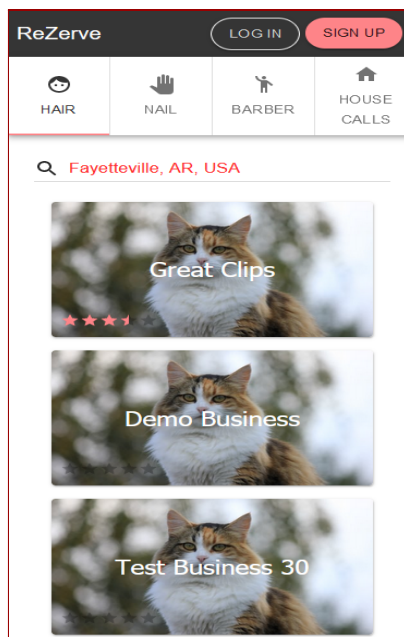 ReZerve
LOG IN
SIGN UP
HAIR
NAIL
BARBER
HOUSE
CALLS
Fayetteville, AR, USA
Great Clips
Demo Business
Test Business 30